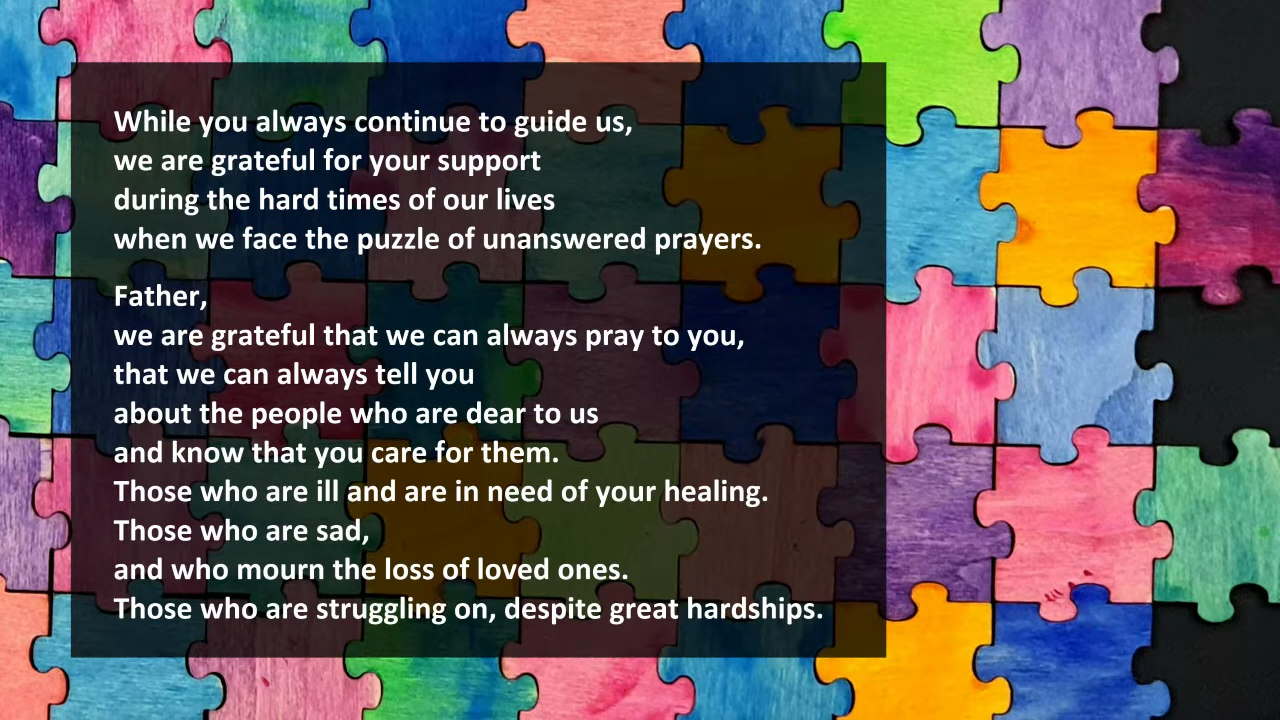 While you always continue to guide us,
we are grateful for your support
during the hard times of our lives
when we face the puzzle of unanswered prayers.
Father,
we are grateful that we can always pray to you,
that we can always tell you
about the people who are dear to us
and know that you care for them.
Those who are ill and are in need of your healing.
Those who are sad,
and who mourn the loss of loved ones.
Those who are struggling on, despite great hardships.